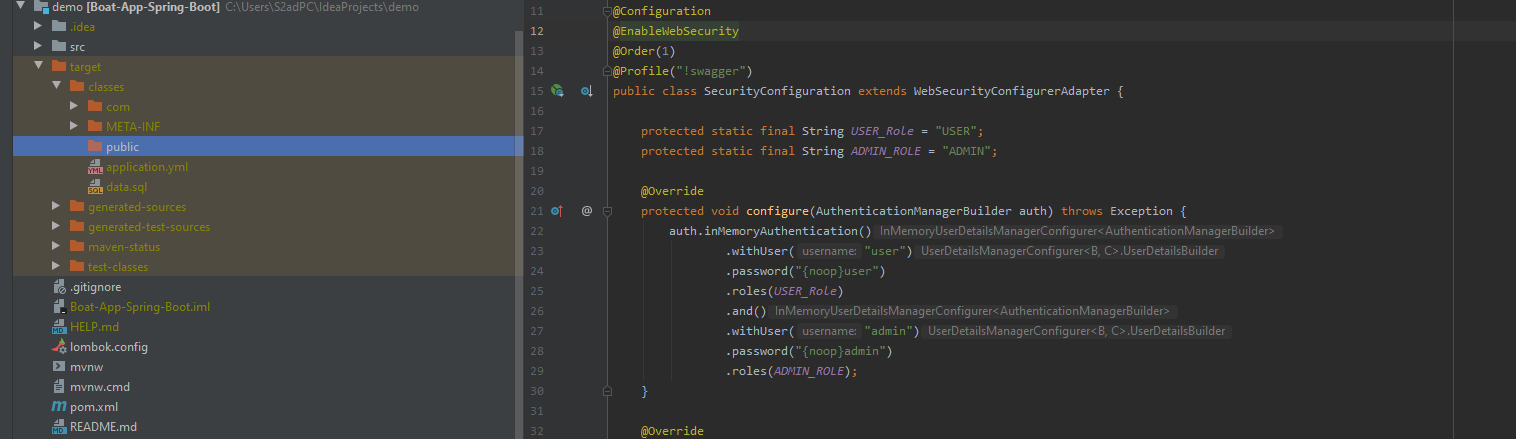 demo [Boat-App-Spring-Boot] C:\Users\S2adPC\IdeaProjects\demo
.idea
src
target
classes
com
META-INF
public
application.yml
data.sql
generated-sources
generated-test-sources
maven-status
test-classes
.gitignore
Boat-App-Spring-Boot.iml
HELP.md
lombok.config
mvnw
mvnw.cmd
pom.xml
README.md
11 @Configuration
12 @EnableWebSecurity
13 @Order(1)
14 @Profile("!swagger")
15 public class SecurityConfiguration extends WebSecurityConfigurerAdapter {
16
17 protected static final String USER_Role = "USER";
18 protected static final String ADMIN_ROLE = "ADMIN";
19
20 @Override
21 @ protected void configure(AuthenticationManagerBuilder auth) throws Exception {
22 auth.inMemoryAuthentication() InMemoryUserDetailsManagerConfigurer<AuthenticationManagerBuilder>
23 .withUser( username: "user") UserDetailsManagerConfigurer<B, C>.UserDetailsBuilder
24 .password("{noop}user")
25 .roles(USER_Role)
26 .and() InMemoryUserDetailsManagerConfigurer<AuthenticationManagerBuilder>
27 .withUser( username: "admin") UserDetailsManagerConfigurer<B, C>.UserDetailsBuilder
28 .password("{noop}admin")
29 .roles(ADMIN_ROLE);
30 }
31
32 @Override